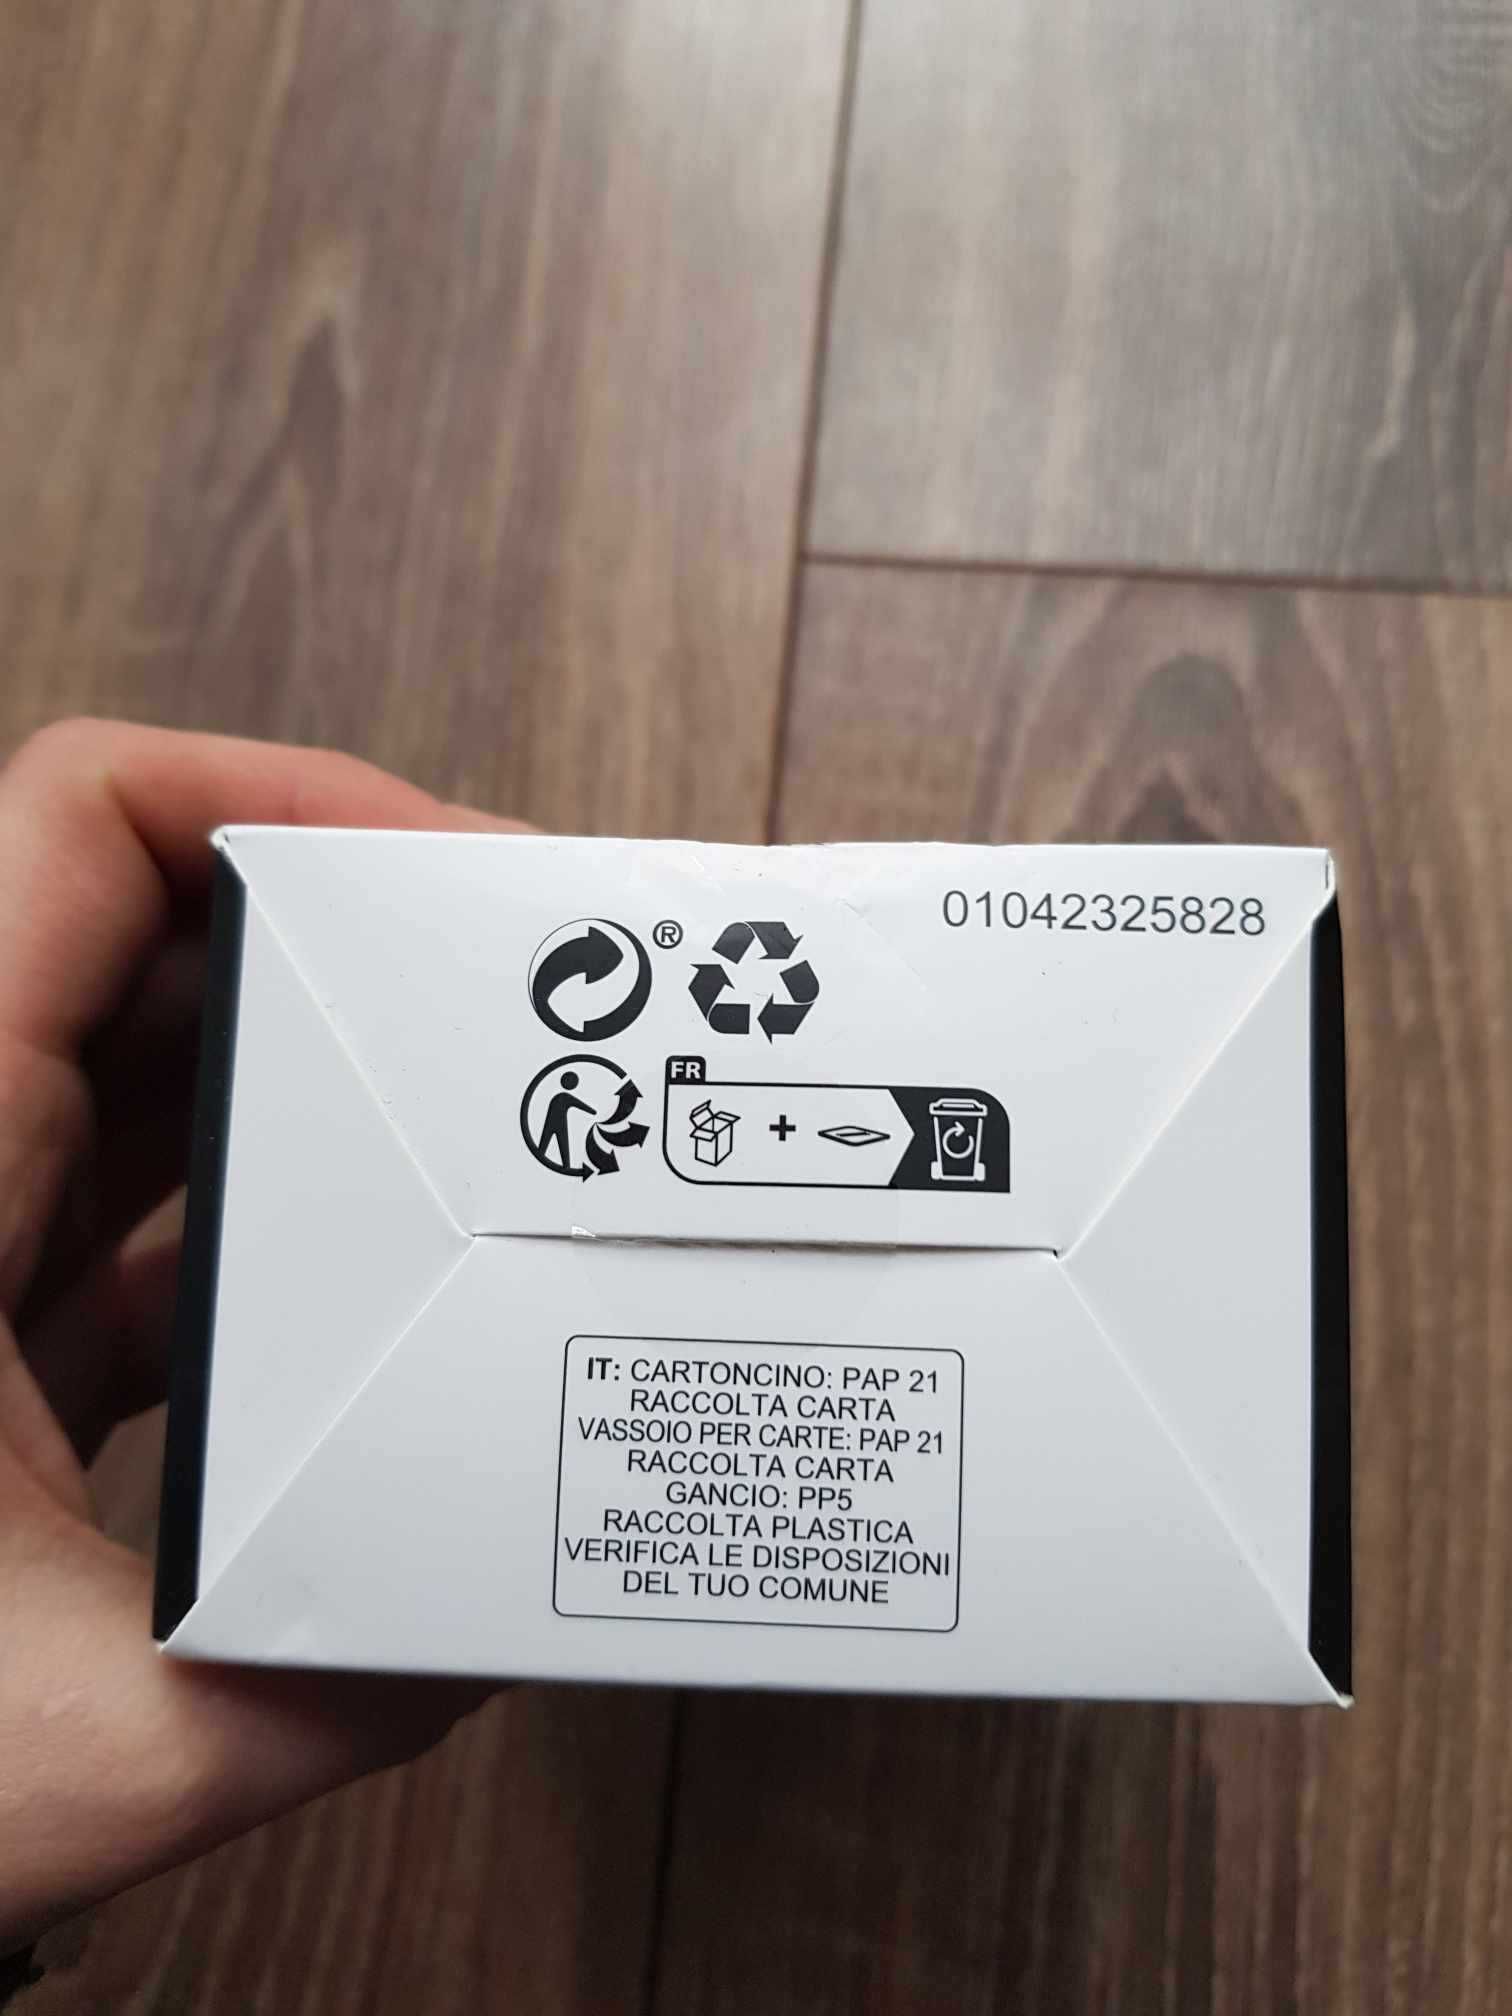 01042325828
®
FR
+
IT: CARTONCINO: PAP 21
RACCOLTA CARTA
VASSOIO PER CARTE: PAP 21
RACCOLTA CARTA
GANCIO: PP5
RACCOLTA PLASTICA
VERIFICA LE DISPOSIZIONI
DEL TUO COMUNE